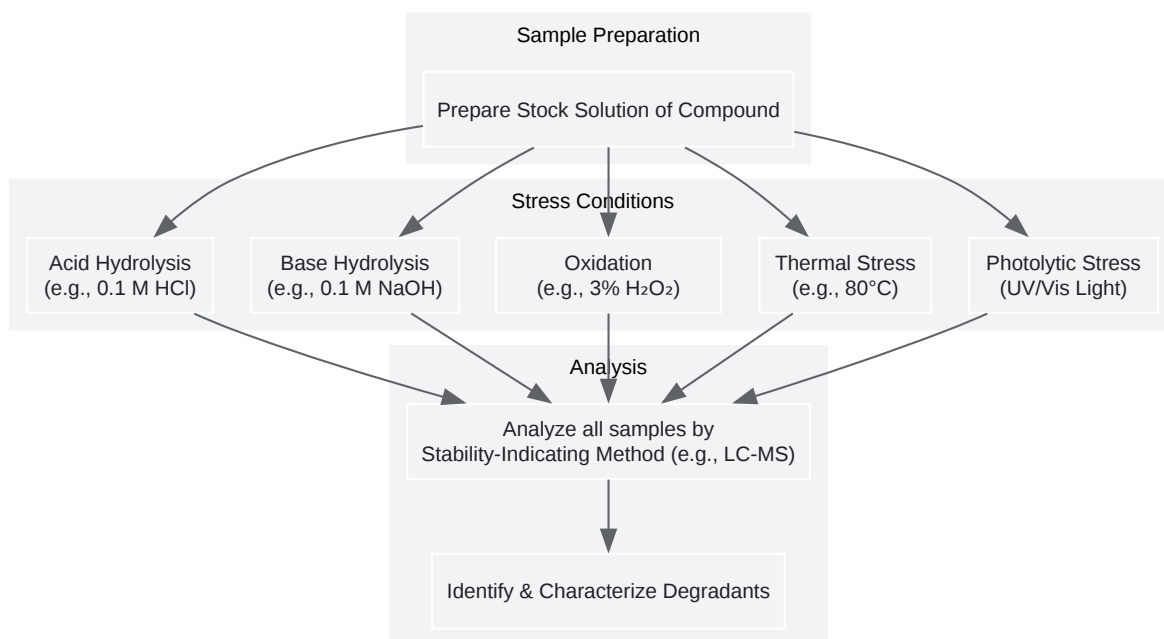 Sample Preparation
Prepare Stock Solution of Compound
Stress Conditions
Acid Hydrolysis
(e.g., 0.1 M HCl)
Base Hydrolysis
(e.g., 0.1 M NaOH)
Oxidation
(e.g., 3% H₂O₂)
Thermal Stress
(e.g., 80°C)
Photolytic Stress
(UV/Vis Light)
Analysis
Analyze all samples by
Stability-Indicating Method (e.g., LC-MS)
Identify & Characterize Degradants